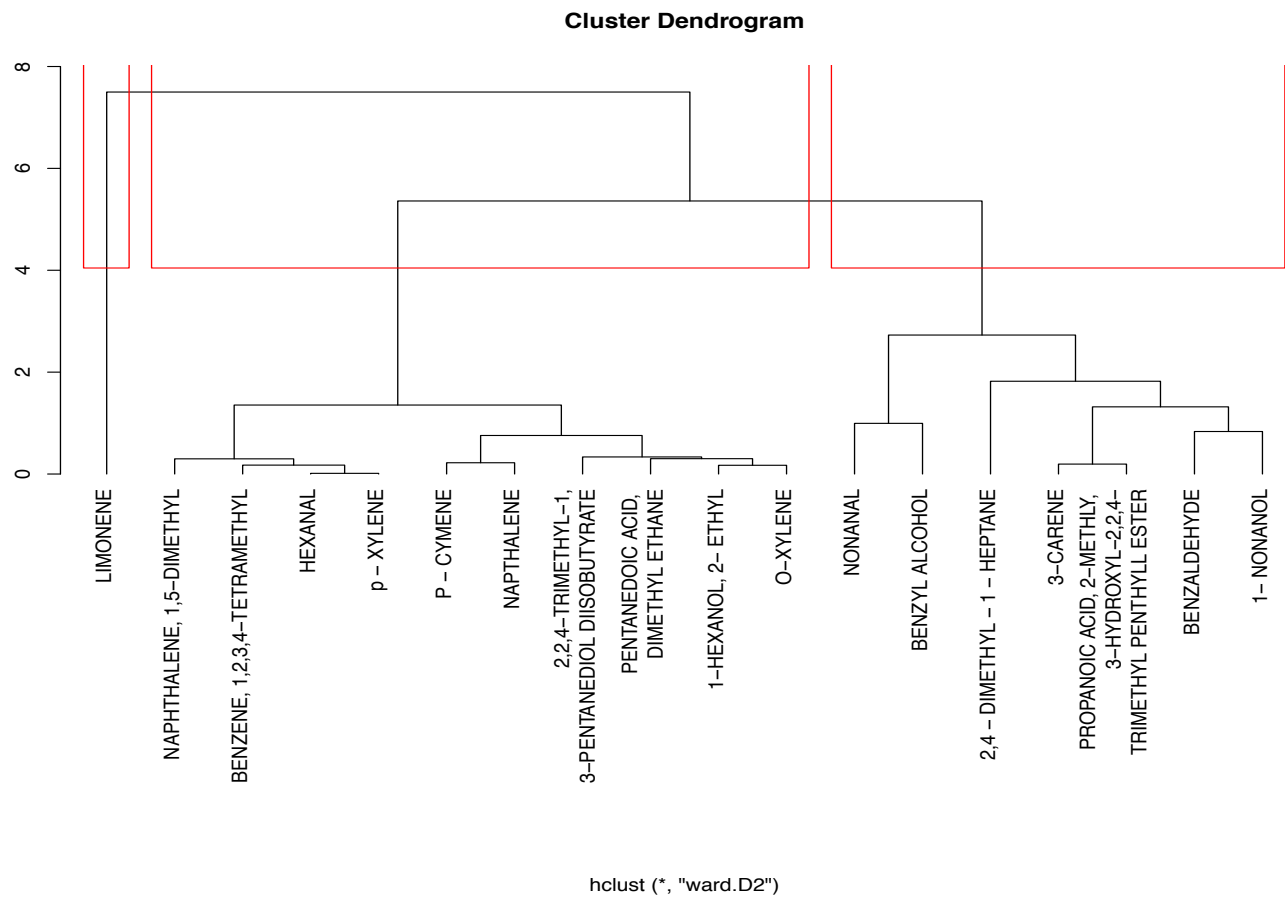 Cluster Dendrogram
8
6
4
2
0
LIMONENE
NAPHTHALENE, 1,5−DIMETHYL
BENZENE, 1,2,3,4−TETRAMETHYL
HEXANAL
p − XYLENE
P − CYMENE
NAPTHALENE
2,2,4−TRIMETHYL−1,
3−PENTANEDIOL DIISOBUTYRATE
PENTANEDOIC ACID,
DIMETHYL ETHANE
1−HEXANOL, 2− ETHYL
O−XYLENE
NONANAL
BENZYL ALCOHOL
2,4 − DIMETHYL − 1 − HEPTANE
3−CARENE
PROPANOIC ACID, 2−METHLY,
3−HYDROXYL−2,2,4−
TRIMETHYL PENTHYLL ESTER
BENZALDEHYDE
1− NONANOL
hclust (*, "ward.D2")